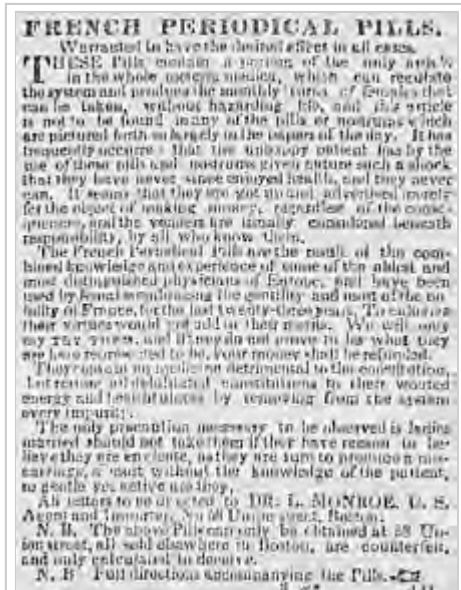 FRENCH PERIODICAL PILLS.
Warranted to have the desired effect in all cases.
THESE Pills contain a portion of the only article
in the whole materia medica, which can regulate
the system and produce the monthly turns of females that
can be taken, without hazarding life, and this article
is not to be found in any of the pills or nostrums which
are pictured forth so largely in the papers of the day. It has
frequently occurred that the unhappy patient has by the
use of these pills and nostrums given nature such a shock
that they have never since enjoyed health, and they never
can. It seems that they are got up and advertised merely
for the object of making money, regardless of the conse-
quences, and the venders are usually considered beneath
responsibility, by all who know them.
The French Periodical Pills are the result of the com-
bined knowledge and experience of some of the oldest and
most distinguished physicians of Europe, and have been
used by females embracing the gentility and most of the no-
bility of France, for the last twenty-three years. To eulogize
their virtues would not add to their merits. We will only
say TRY THEM, and if they do not prove to be what they
are here represented to be, your money shall be refunded.
They contain no medicine detrimental to the constitution,
but restore all debilitated constitutions to their wonted
energy and healthfulness by removing from the system
every impurity.
The only precaution necessary to be observed is ladies
married should not take them if they have reason to be-
lieve they are en ciente, as they are sure to produce a mis-
carriage, almost without the knowledge of the patient,
so gentle yet active are they.
All letters to be directed to DR. L. MONROE, U. S.
Agent and Importer, No 58 Union street, Boston.
N. B. The above Pills can only be obtained at 58 Un-
ion street, all sold elsewhere in Boston, are counterfeit,
and only calculated to deceive.
N. B Full directions accompanying the Pills.